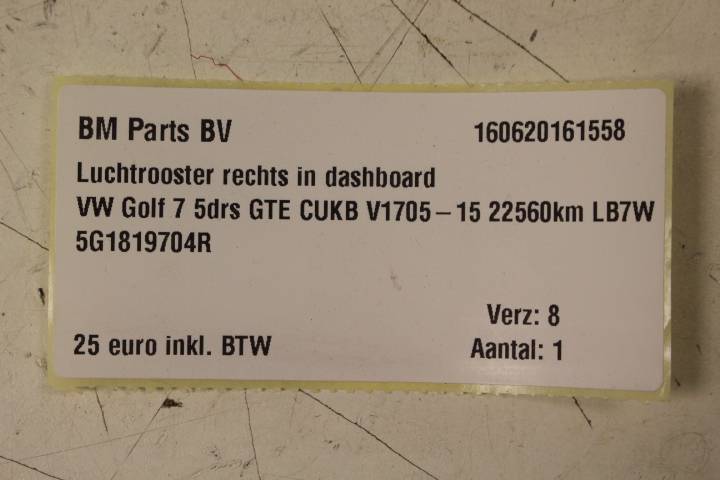 BM Parts BV 160620161558
Luchtrooster rechts in dashboard
VW Golf 7 5drs GTE CUKB V1705-15 22560km LB7W
5G1819704R
Verz: 8
25 euro inkl. BTW Aantal: 1